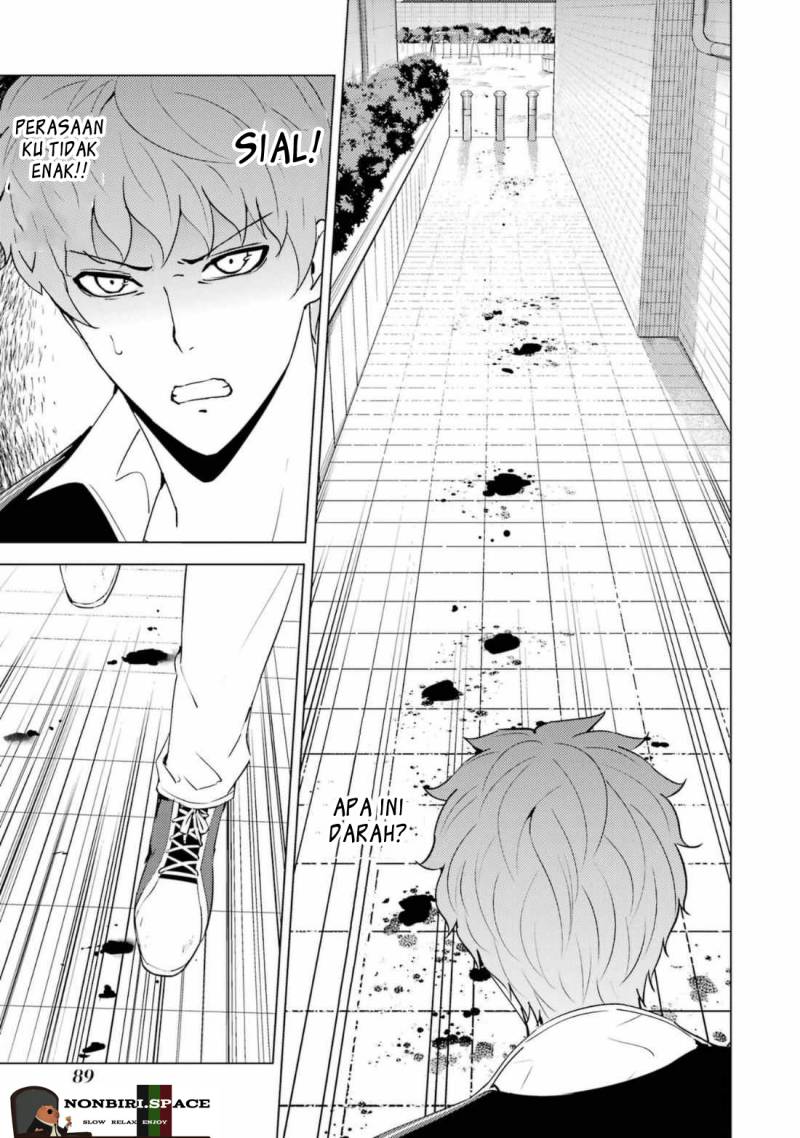 APA INI
DARAH?
SIAL!
PERASAAN
KU TIDAK
ENAK!!
89
NONBIRI.SPACE
SLOW RELAX ENJOY